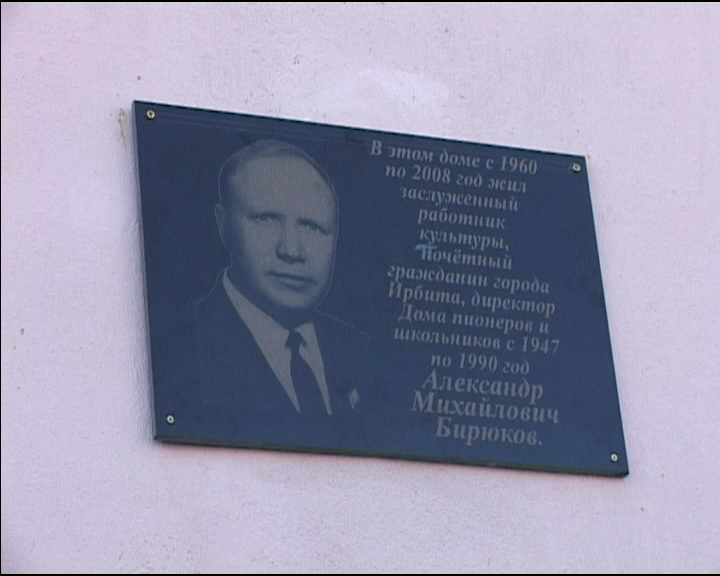 В этом доме с 1960
по 2008 год жил
заслуженный
работник
культуры,
Почётный
гражданин города
Ирбита, директор
Дома пионеров и
школьников с 1947
по 1990 год
Александр
Михайлович
Бирюков.